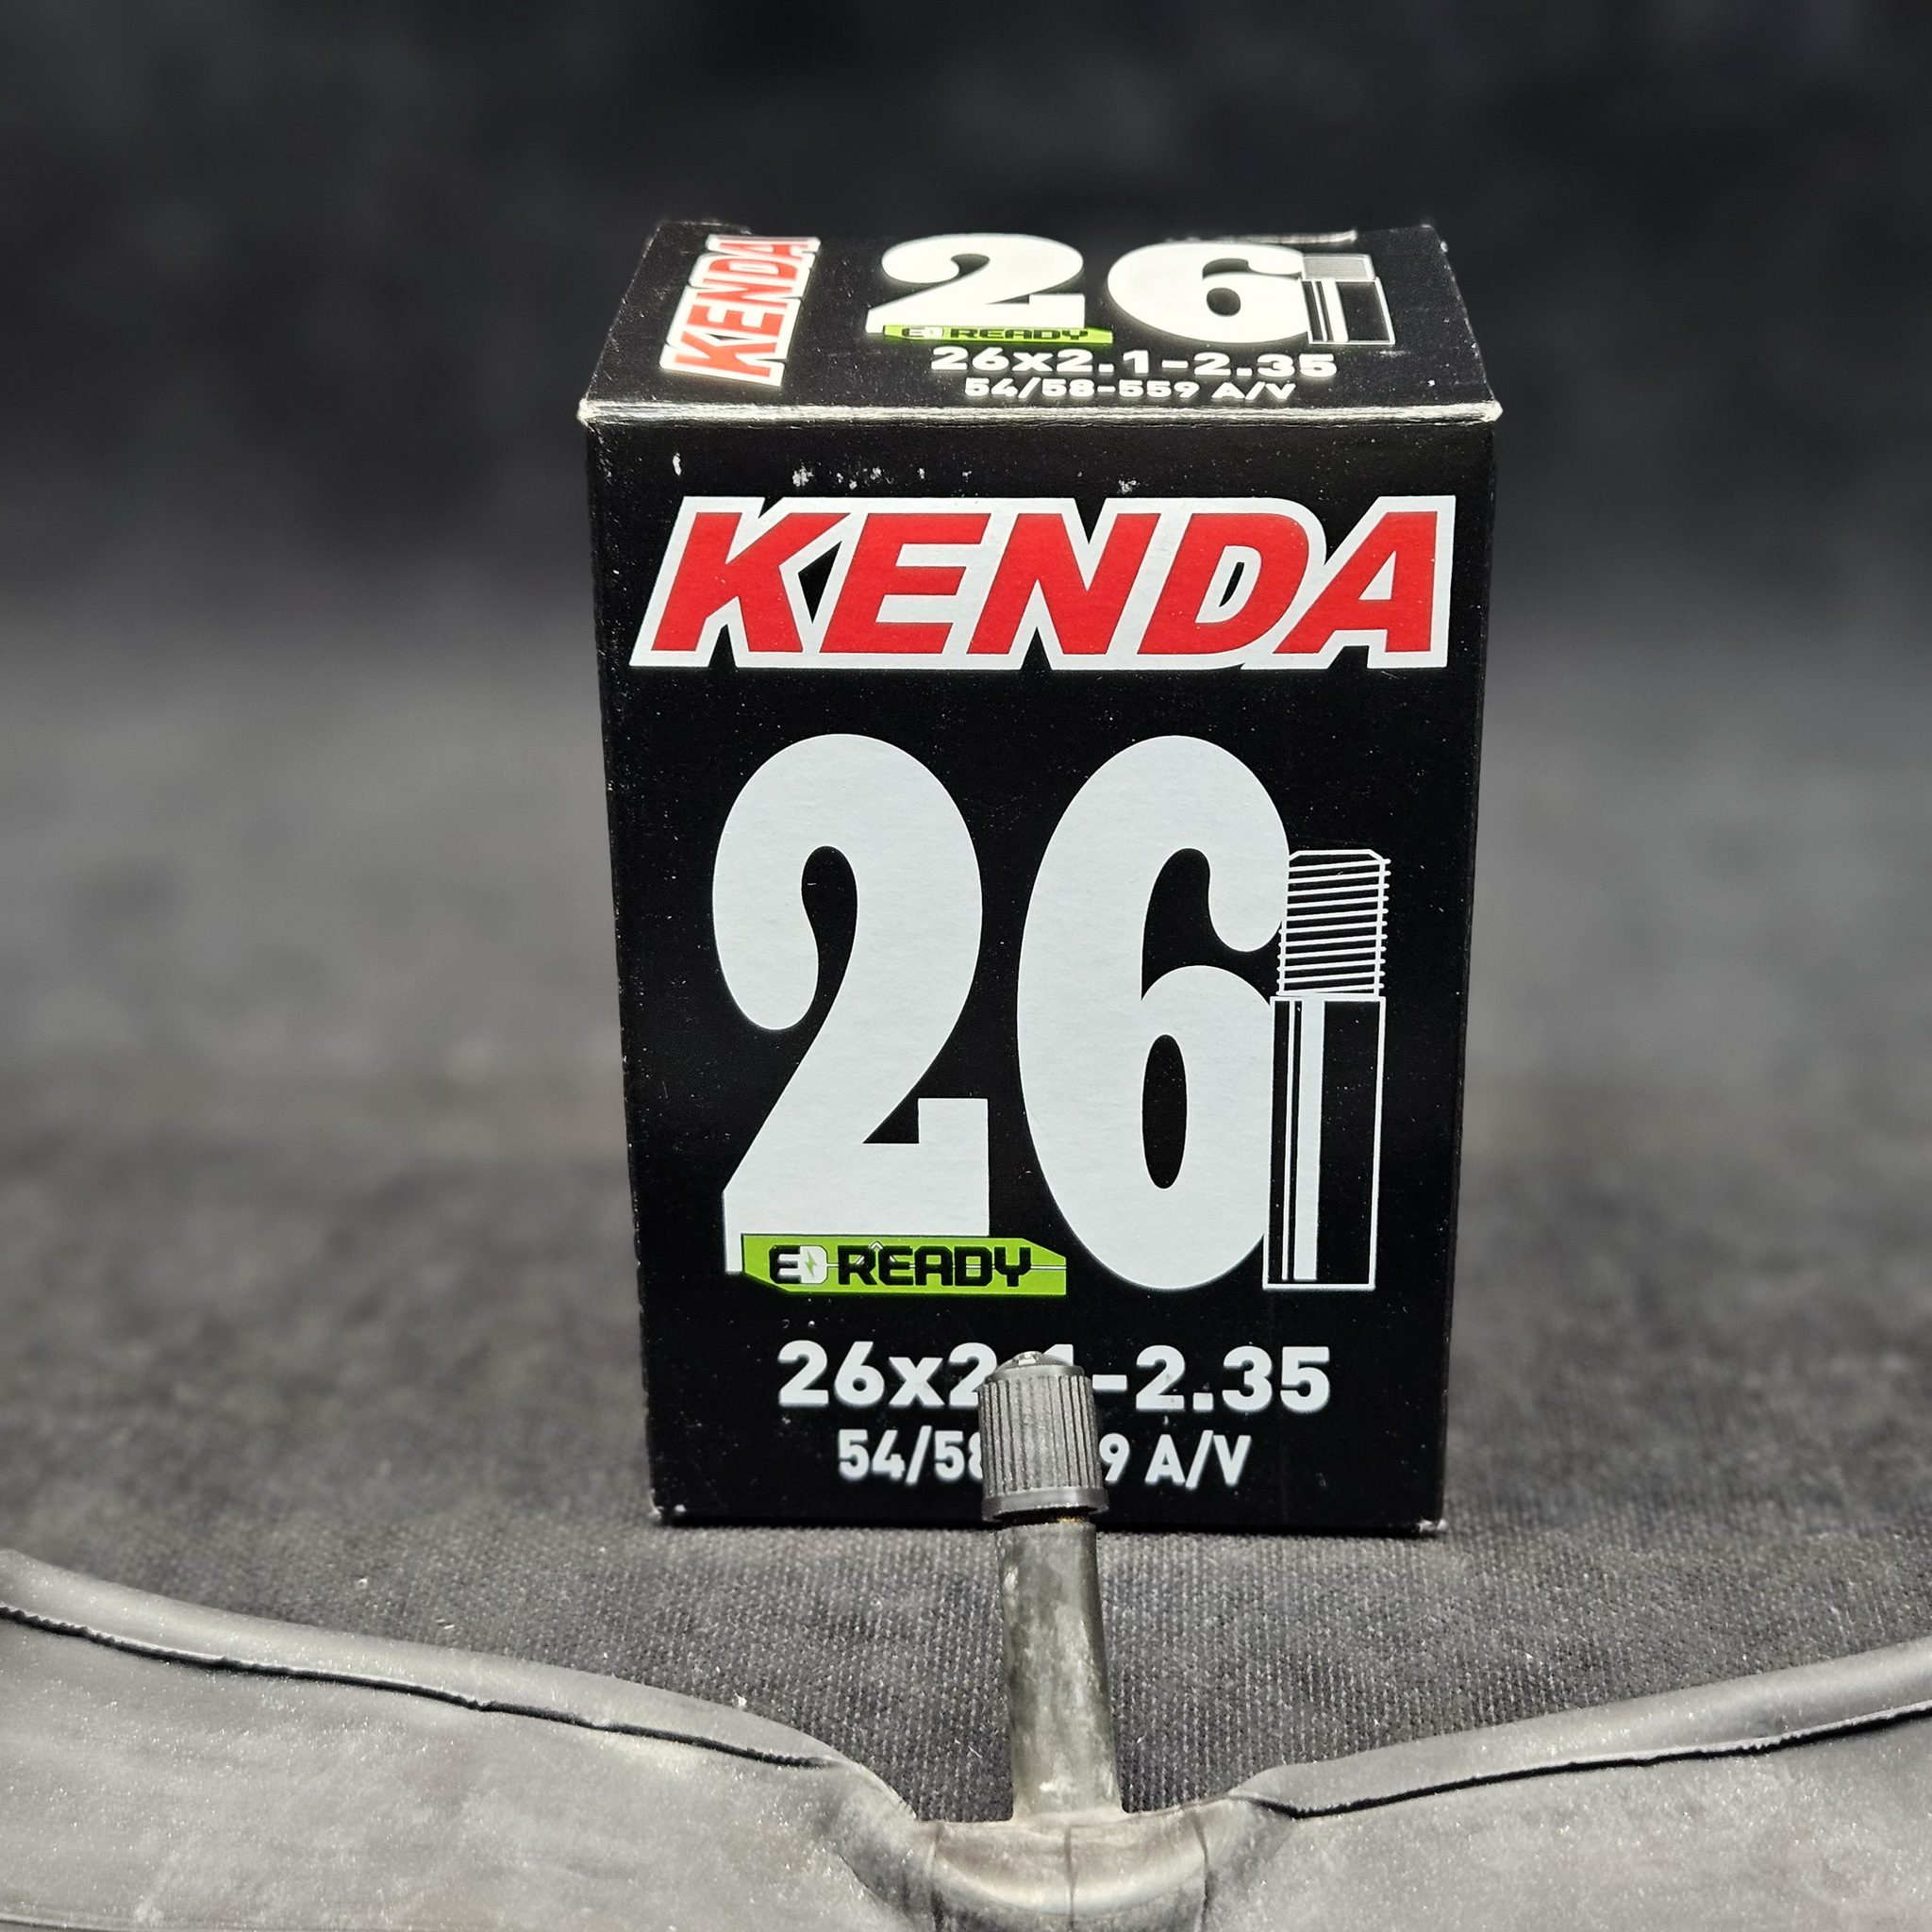 KENDA
26
E READY
26x2.1-2.35
54/58-559 A/V
KENDA
26
E READY
26x2.1-2.35
54/58 9 A/V